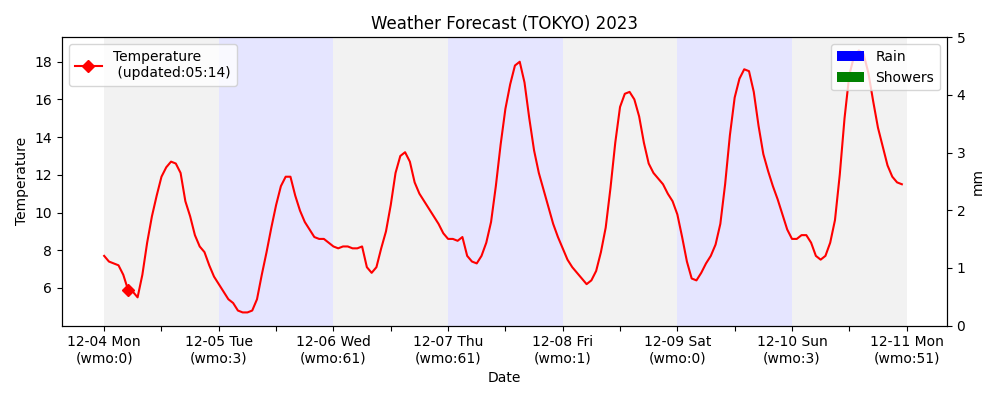 Weather Forecast (TOKYO) 2023
Temperature
(updated:05:14)
Rain
Showers
18
16
14
12
10
8
6
Temperature
5
4
3
2
1
0
mm
12-04 Mon
(wmo:0)
12-05 Tue
(wmo:3)
12-06 Wed
(wmo:61)
12-07 Thu
(wmo:61)
12-08 Fri
(wmo:1)
12-09 Sat
(wmo:0)
12-10 Sun
(wmo:3)
12-11 Mon
(wmo:51)
Date